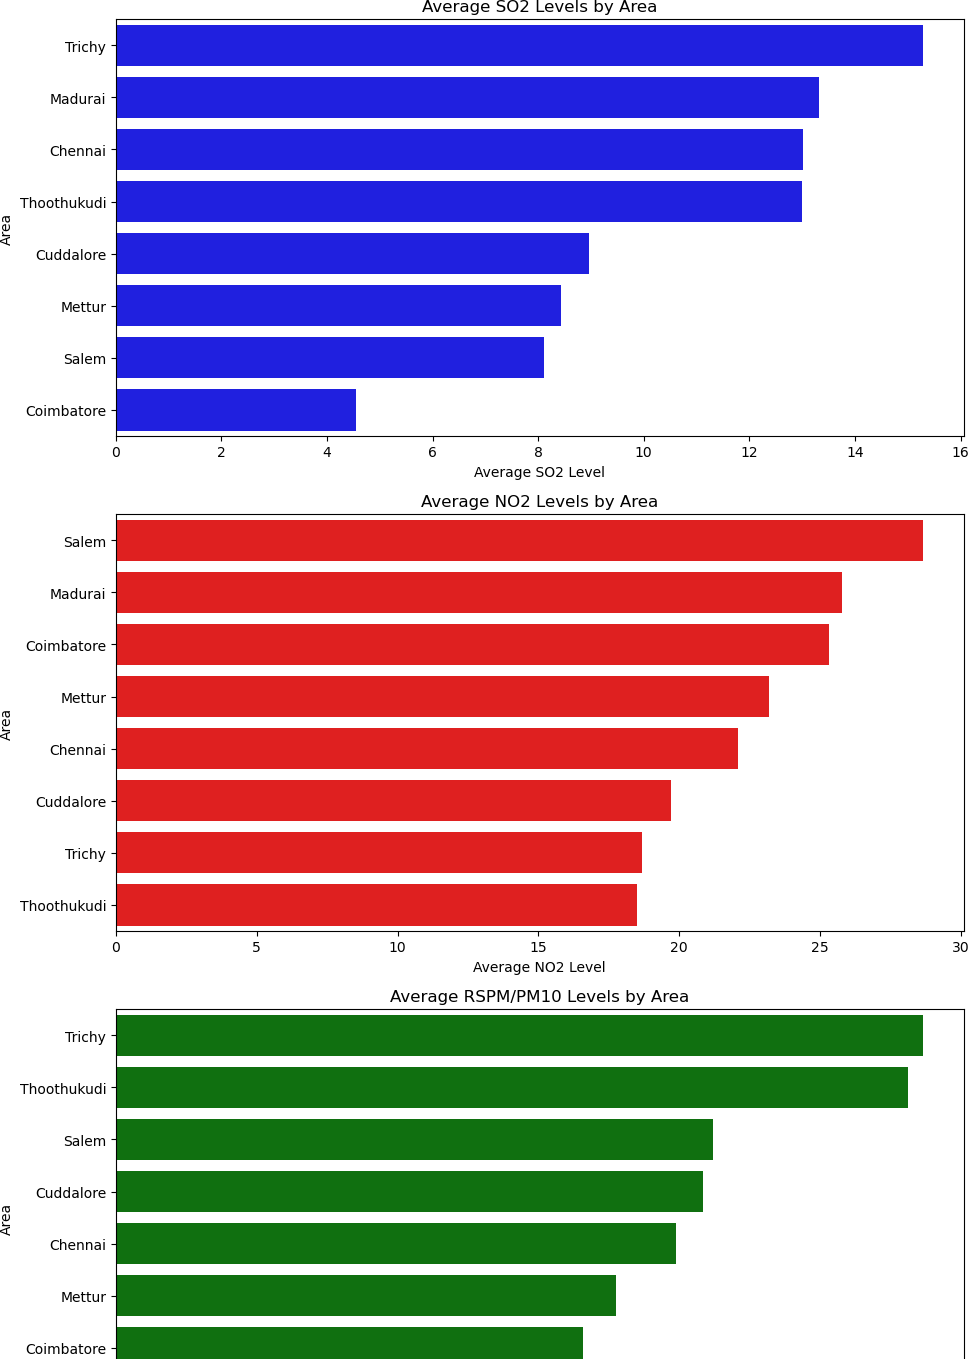 Average SO2 Levels by Area
Trichy
Madurai
Chennai
Thoothukudi
Cuddalore
Mettur
Salem
Coimbatore
Area
0 2 4 6 8 10 12 14 16
Average SO2 Level
Average NO2 Levels by Area
Salem
Madurai
Coimbatore
Mettur
Chennai
Cuddalore
Trichy
Thoothukudi
Area
0 5 10 15 20 25 30
Average NO2 Level
Average RSPM/PM10 Levels by Area
Trichy
Thoothukudi
Salem
Cuddalore
Chennai
Mettur
Coimbatore
Area